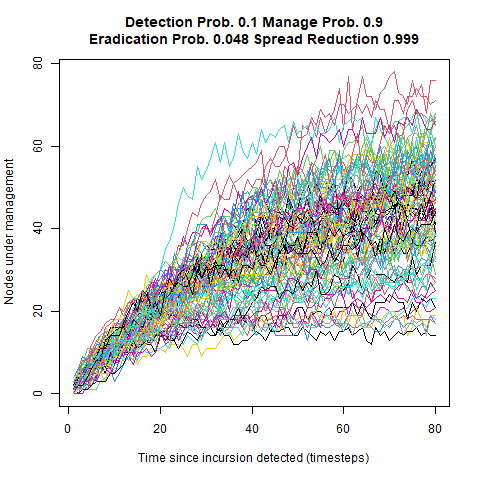 Detection Prob. 0.1 Manage Prob. 0.9
Eradication Prob. 0.048 Spread Reduction 0.999
Nodes under management
80
60
40
20
0
0 20 40 60 80
Time since incursion detected (timesteps)